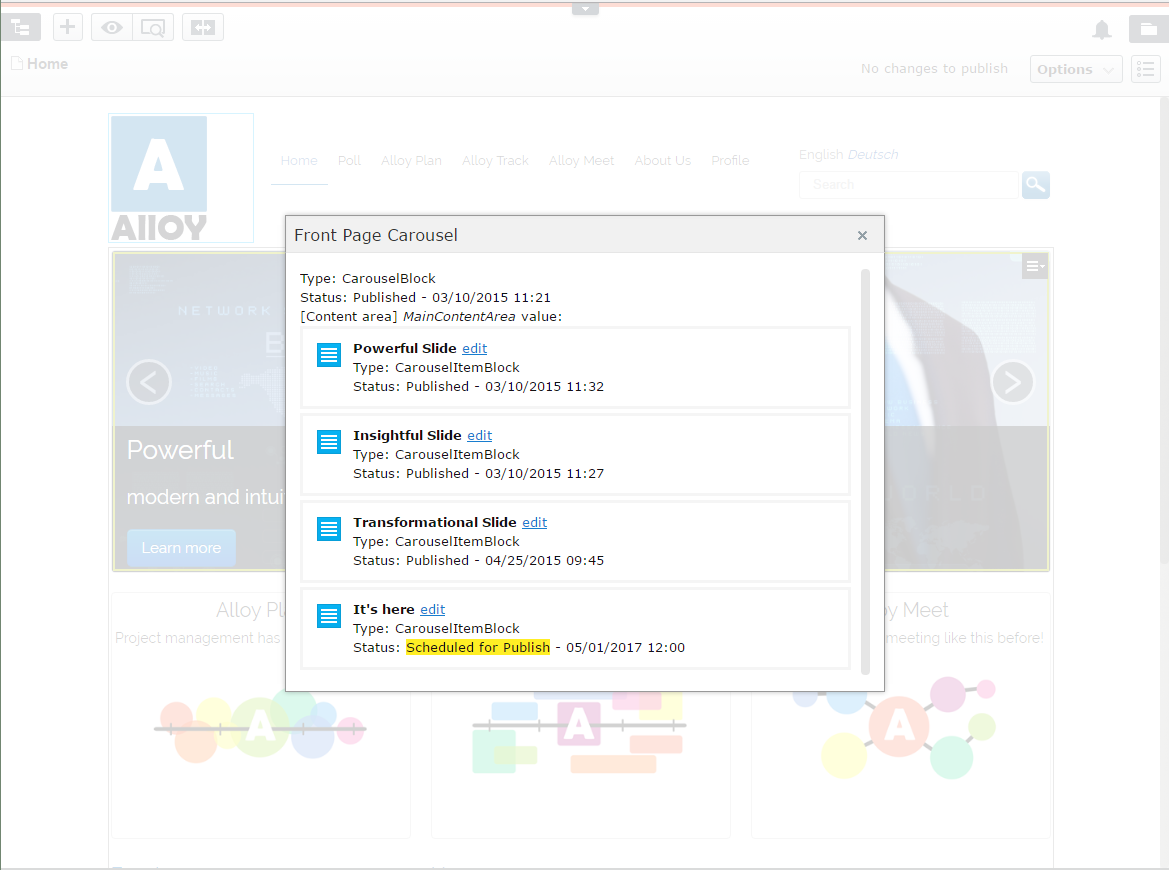 Home
No changes to publish
Options
A
Alloy
Home Poll Alloy Plan Alloy Track Alloy Meet About Us Profile
English Deutsch
Search
Front Page Carousel
Type: CarouselBlock
Status: Published - 03/10/2015 11:21
[Content area] MainContentArea value:
Powerful Slide edit
Type: CarouselItemBlock
Status: Published - 03/10/2015 11:32
Insightful Slide edit
Type: CarouselItemBlock
Status: Published - 03/10/2015 11:27
Transformational Slide edit
Type: CarouselItemBlock
Status: Published - 04/25/2015 09:45
It's here edit
Type: CarouselItemBlock
Status: Scheduled for Publish - 05/01/2017 12:00
NETWORK
Powerful
modern and
Learn more
Alloy
Project management has
Meet
meeting like this before!
A
A
A